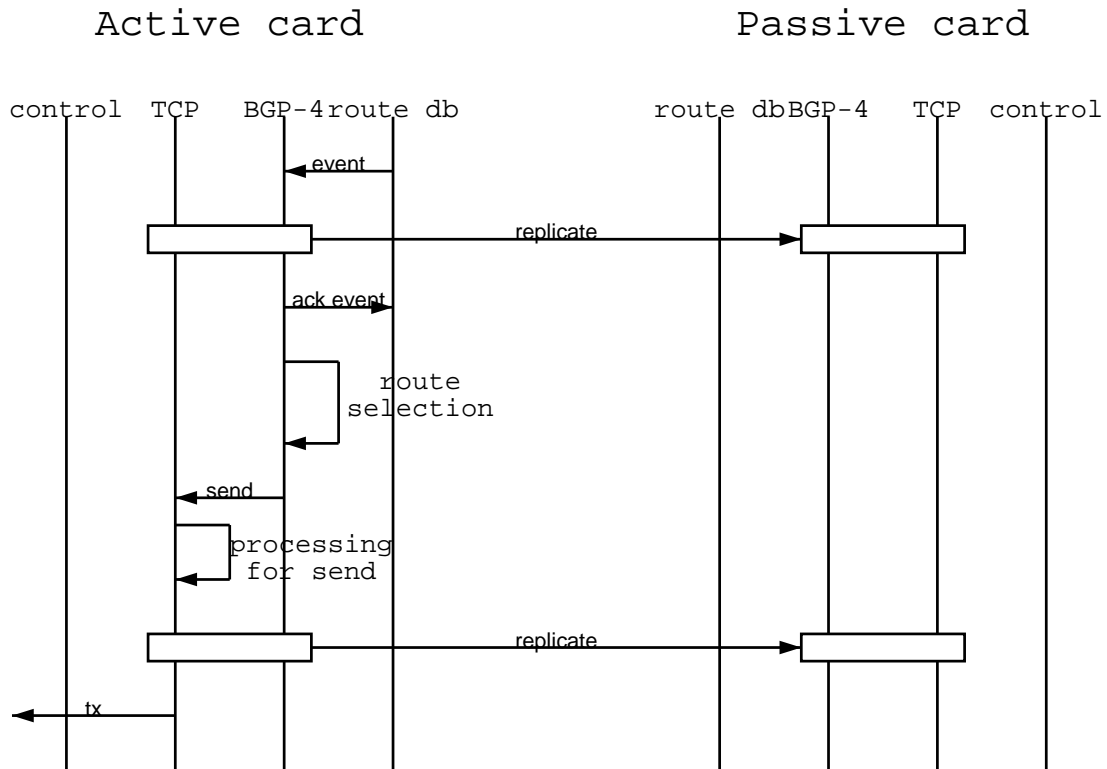 Active card Passive card
control TCP BGP-4 route db route db BGP-4 TCP control
event
replicate
ack event
route
selection
send
processing
for send
replicate
tx